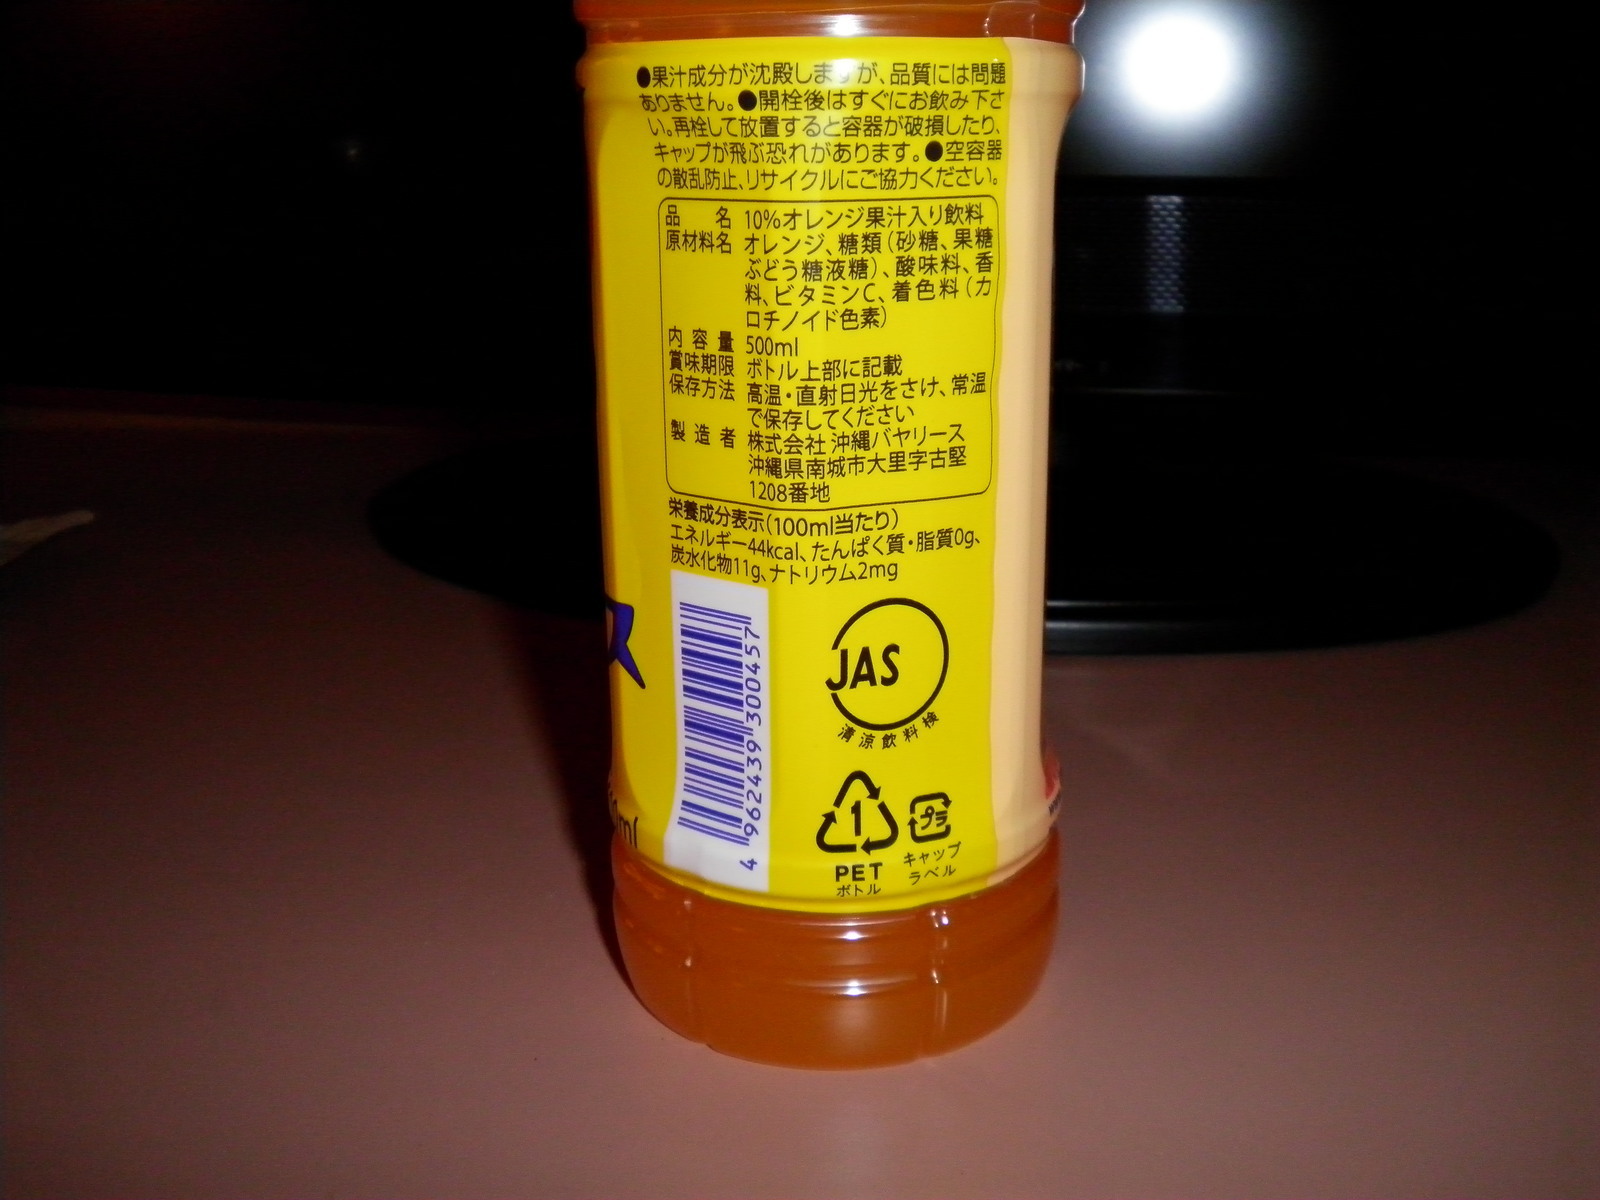 ●果汁成分が沈殿しますが、品質には問題
ありません。●開栓後はすぐにお飲み下さ
い。再栓して放置すると容器が破損したり、
キャップが飛ぶ恐れがあります。●空容器
の散乱防止、リサイクルにご協力ください。
品名 10%オレンジ果汁入り飲料
原材料名 オレンジ、糖類（砂糖、果糖
ぶどう糖液糖）、酸味料、香
料、ビタミンC、着色料（カ
ロチノイド色素）
内容量 500ml
賞味期限 ボトル上部に記載
保存方法 高温・直射日光をさけ、常温
で保存してください
製造者 株式会社 沖縄バヤリース
沖縄県南城市大里字古堅
1208番地
栄養成分表示（100ml当たり）
エネルギー44kcal、たんぱく質・脂質0g、
炭水化物11g、ナトリウム2mg
4 962439 300457
JAS
清涼飲料検
1
PET
ボトル
プラ
キャップ
ラベル
ス
ml